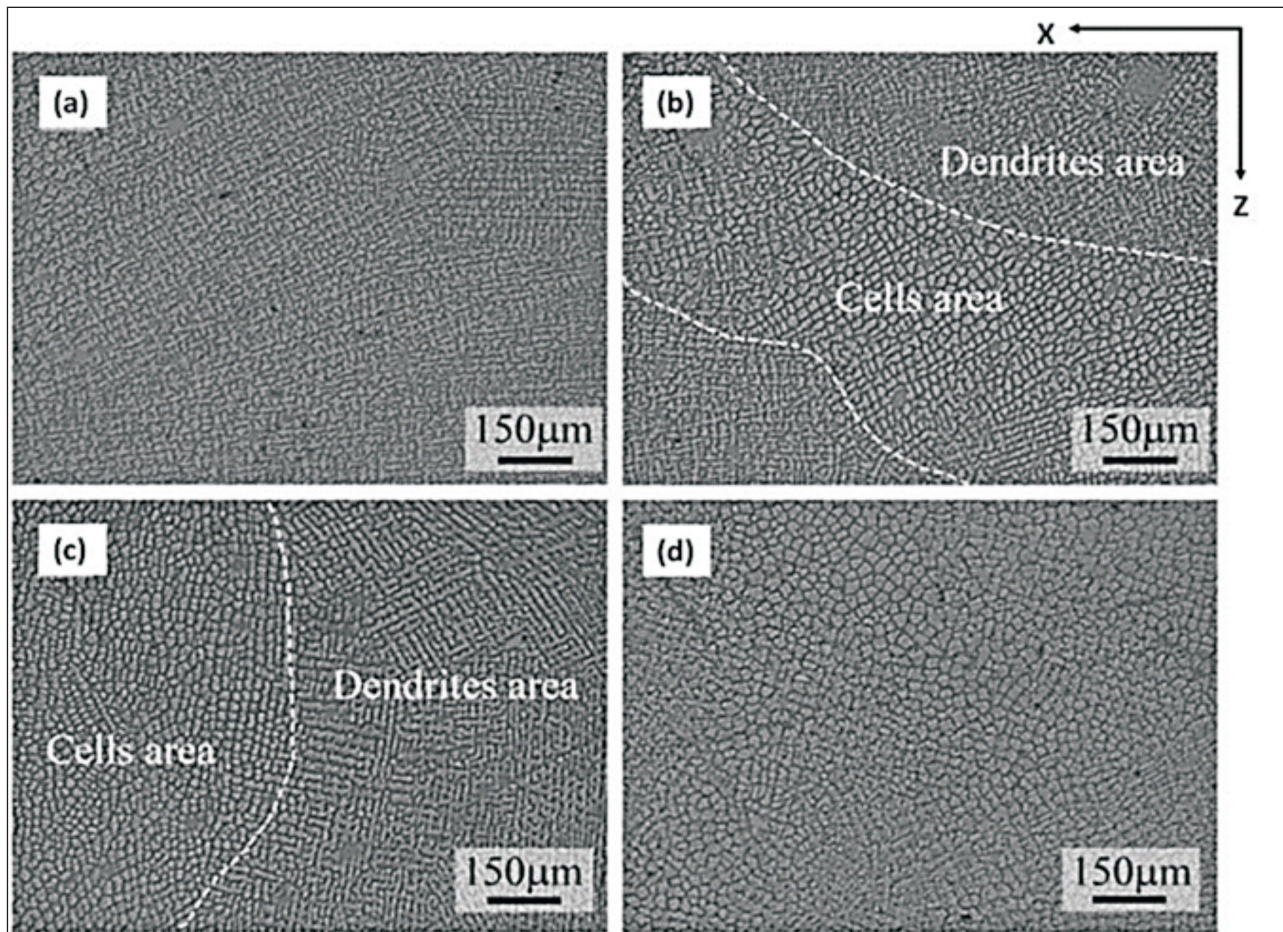 X
Z
(a)
150μm
(b)
Dendrites area
Cells area
150μm
(c)
Dendrites area
Cells area
150μm
(d)
150μm